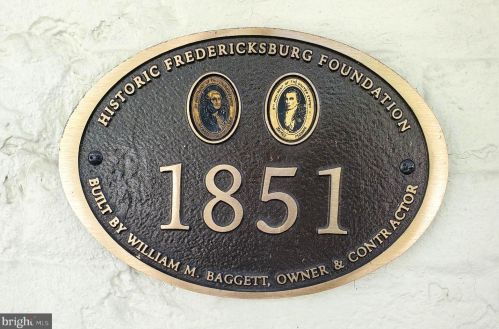 HISTORIC FREDERICKSBURG FOUNDATION
1851
BUILT BY WILLIAM M. BAGGETT, OWNER & CONTRACTOR
bright MLS